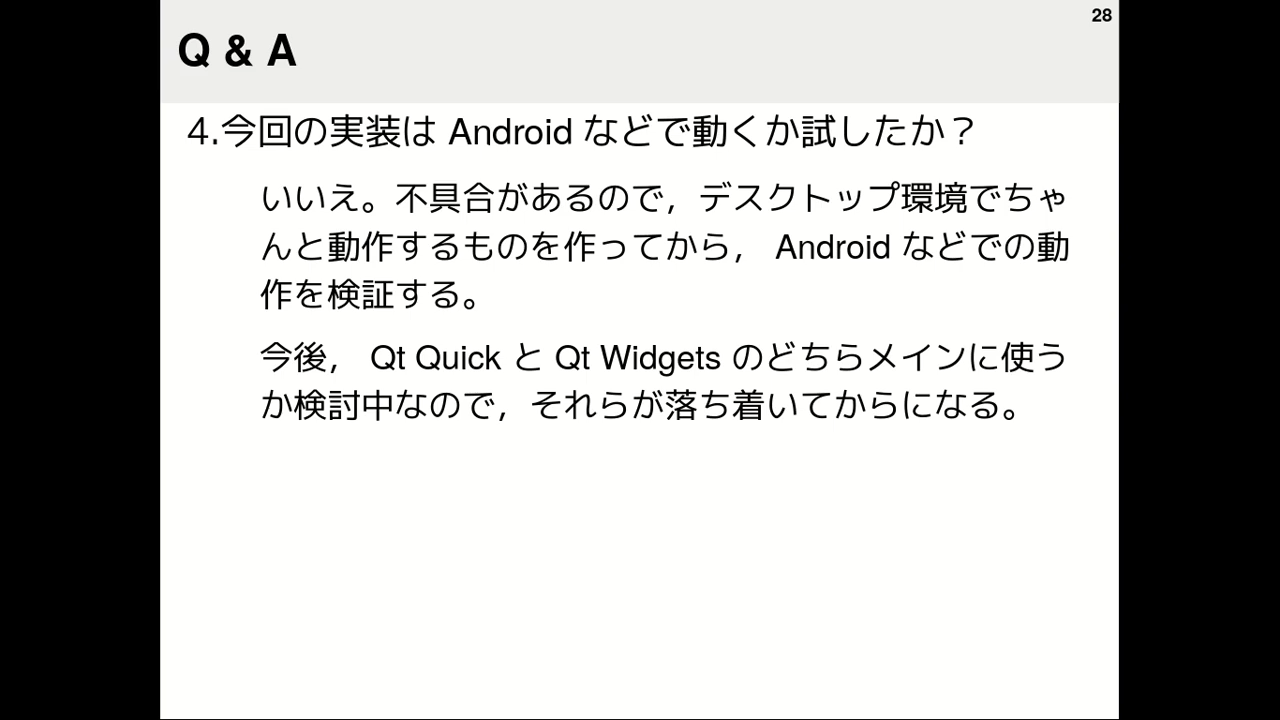 28
Q & A
4.今回の実装は Android などで動くか試したか？
いいえ。不具合があるので，デスクトップ環境でちゃ
んと動作するものを作ってから， Android などでの動
作を検証する。
今後， Qt Quick と Qt Widgets のどちらメインに使う
か検討中なので，それらが落ち着いてからになる。